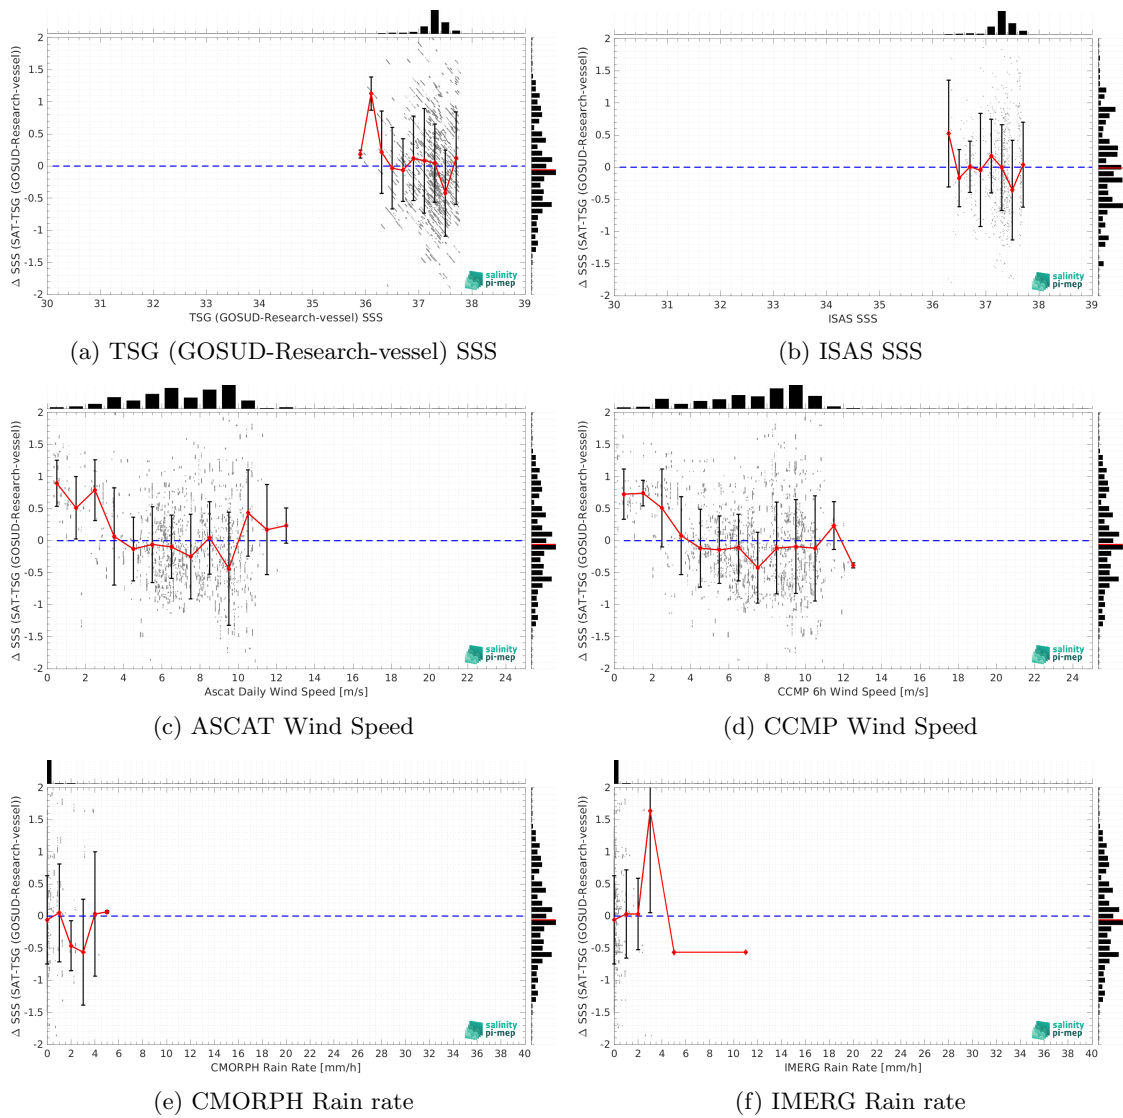 Δ SSS (SAT-TSG (GOSUD-Research-vessel))
2
1.5
1
0.5
0
-0.5
-1
-1.5
-2
30 31 32 33 34 35 36 37 38 39
TSG (GOSUD-Research-vessel) SSS
salinity
pi-mep
(a) TSG (GOSUD-Research-vessel) SSS
Δ SSS (SAT-TSG (GOSUD-Research-vessel))
2
1.5
1
0.5
0
-0.5
-1
-1.5
-2
30 31 32 33 34 35 36 37 38 39
ISAS SSS
salinity
pi-mep
(b) ISAS SSS
Δ SSS (SAT-TSG (GOSUD-Research-vessel))
2
1.5
1
0.5
0
-0.5
-1
-1.5
-2
0 2 4 6 8 10 12 14 16 18 20 22 24
Ascat Daily Wind Speed [m/s]
salinity
pi-mep
(c) ASCAT Wind Speed
Δ SSS (SAT-TSG (GOSUD-Research-vessel))
2
1.5
1
0.5
0
-0.5
-1
-1.5
-2
0 2 4 6 8 10 12 14 16 18 20 22 24
CCMP 6h Wind Speed [m/s]
salinity
pi-mep
(d) CCMP Wind Speed
Δ SSS (SAT-TSG (GOSUD-Research-vessel))
2
1.5
1
0.5
0
-0.5
-1
-1.5
-2
0 2 4 6 8 10 12 14 16 18 20 22 24 26 28 30 32 34 36 38 40
CMORPH Rain Rate [mm/h]
salinity
pi-mep
(e) CMORPH Rain rate
Δ SSS (SAT-TSG (GOSUD-Research-vessel))
2
1.5
1
0.5
0
-0.5
-1
-1.5
-2
0 2 4 6 8 10 12 14 16 18 20 22 24 26 28 30 32 34 36 38 40
IMERG Rain Rate [mm/h]
salinity
pi-mep
(f) IMERG Rain rate